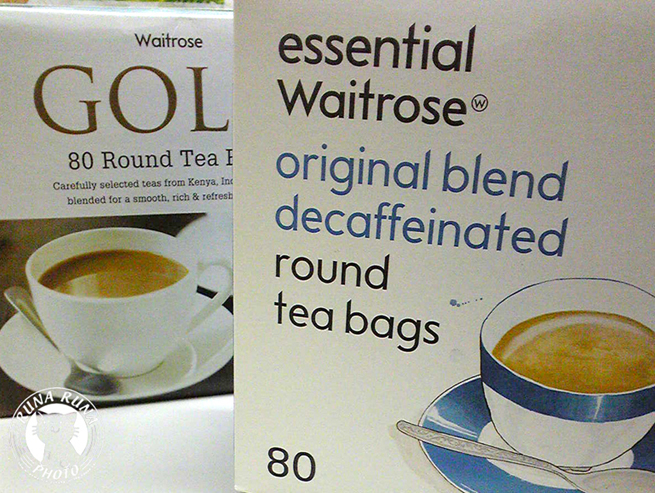 Waitrose
GOL
80 Round Tea
Carefully selected teas from Kenya,
blended for a smooth, rich &
essential
Waitrose
original blend
decaffeinated
round
tea bags
80
PHOTO